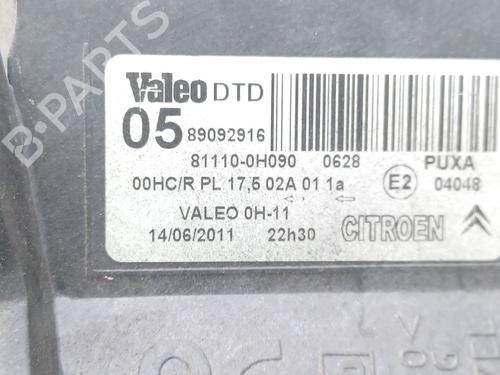 Valeo DTD
05 89092916
81110-0H090 0628 PUXA
00HC/R PL 17,5 02A 01 1a E2 04048
VALEO 0H-11
14/06/2011 22h30 CITROEN
B-PARTS